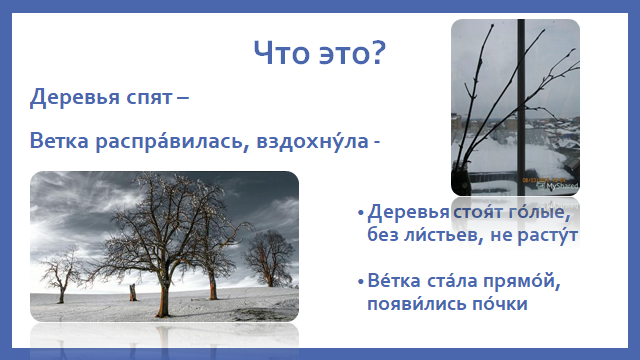 Что это?
Деревья спят –
Ветка распра́вилась, вздохну́ла -
MyShared
• Деревья стоя́т го́лые,
без ли́стьев, не расту́т
• Ве́тка ста́ла прямо́й,
появи́лись по́чки